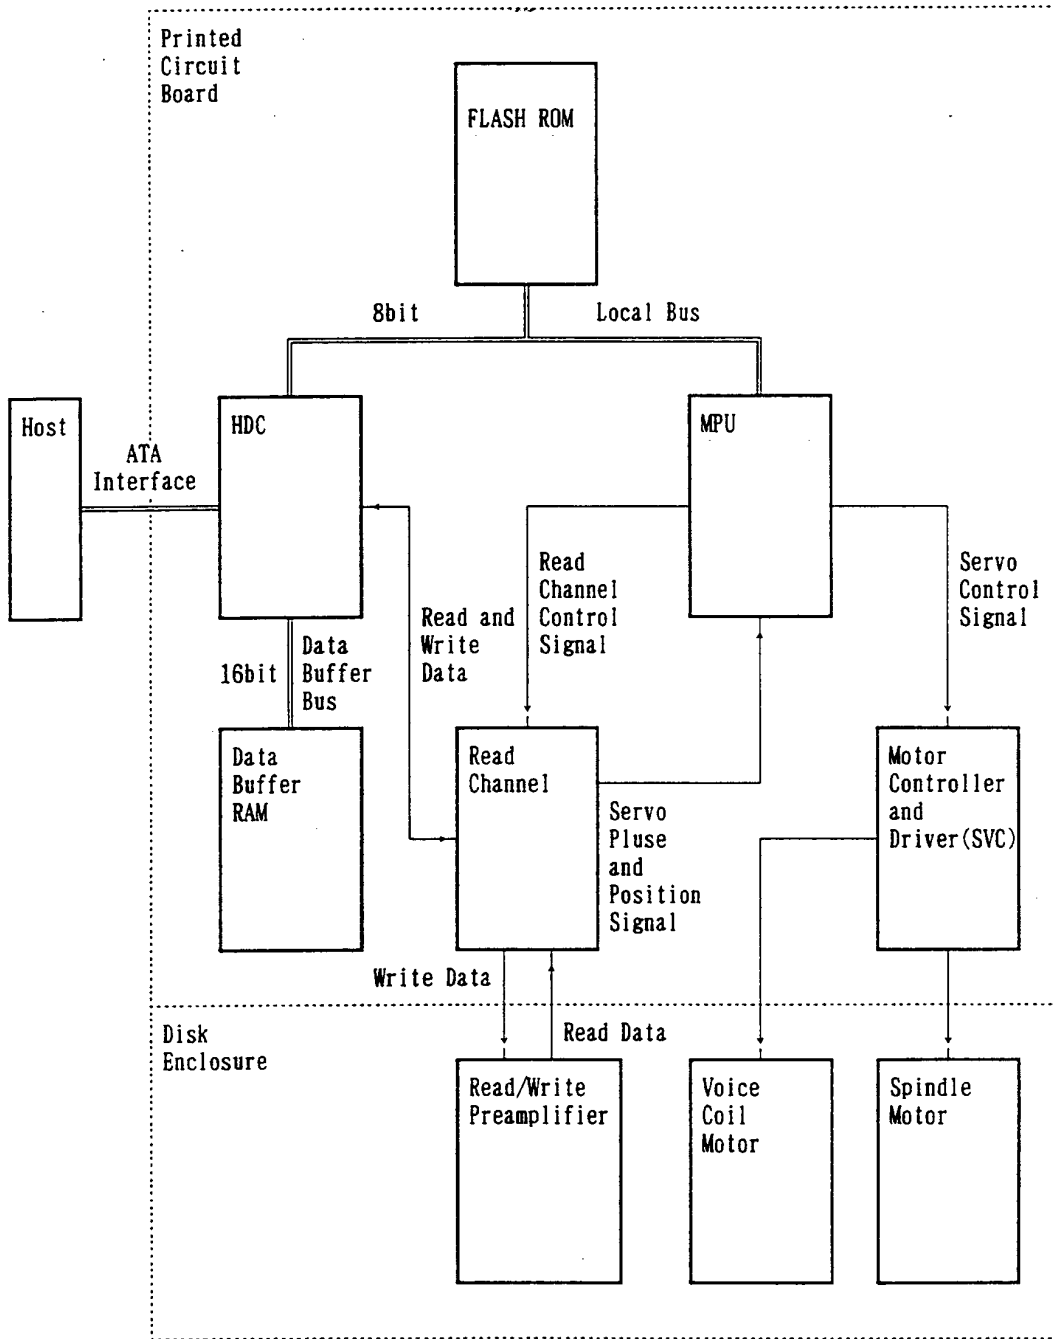 Printed
Circuit
Board
FLASH ROM
8bit
Local Bus
Host
ATA
Interface
HDC
MPU
Read
Channel
Control
Signal
Servo
Control
Signal
Read and
Write
Data
16bit
Data
Buffer
Bus
Data
Buffer
RAM
Read
Channel
Servo
Pluse
and
Position
Signal
Motor
Controller
and
Driver(SVC)
Write Data
Read Data
Disk
Enclosure
Read/Write
Preamplifier
Voice
Coil
Motor
Spindle
Motor